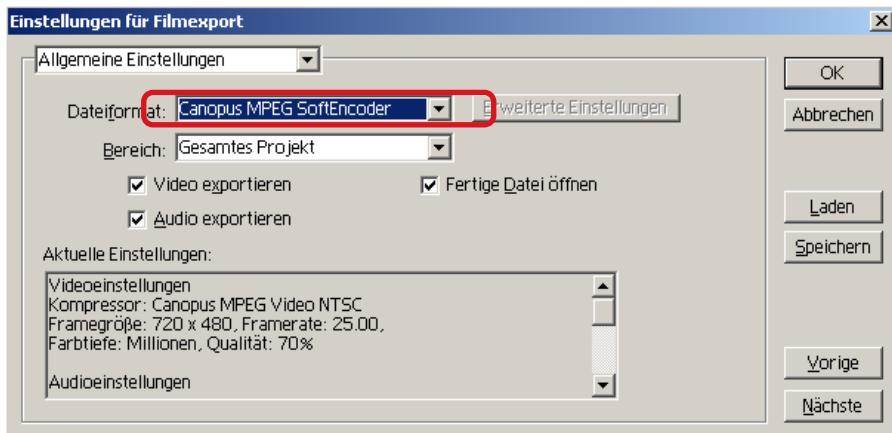 Einstellungen für Filmexport
Allgemeine Einstellungen
OK
Dateiformat: Canopus MPEG SoftEncoder Erweiterte Einstellungen
Abbrechen
Bereich: Gesamtes Projekt
Video exportieren Fertige Datei öffnen
Audio exportieren
Laden
Speichern
Aktuelle Einstellungen:
Videoeinstellungen
Kompressor: Canopus MPEG Video NTSC
Framegröße: 720 x 480, Framerate: 25.00,
Farbtiefe: Millionen, Qualität: 70%
Audioeinstellungen
Vorige
Nächste